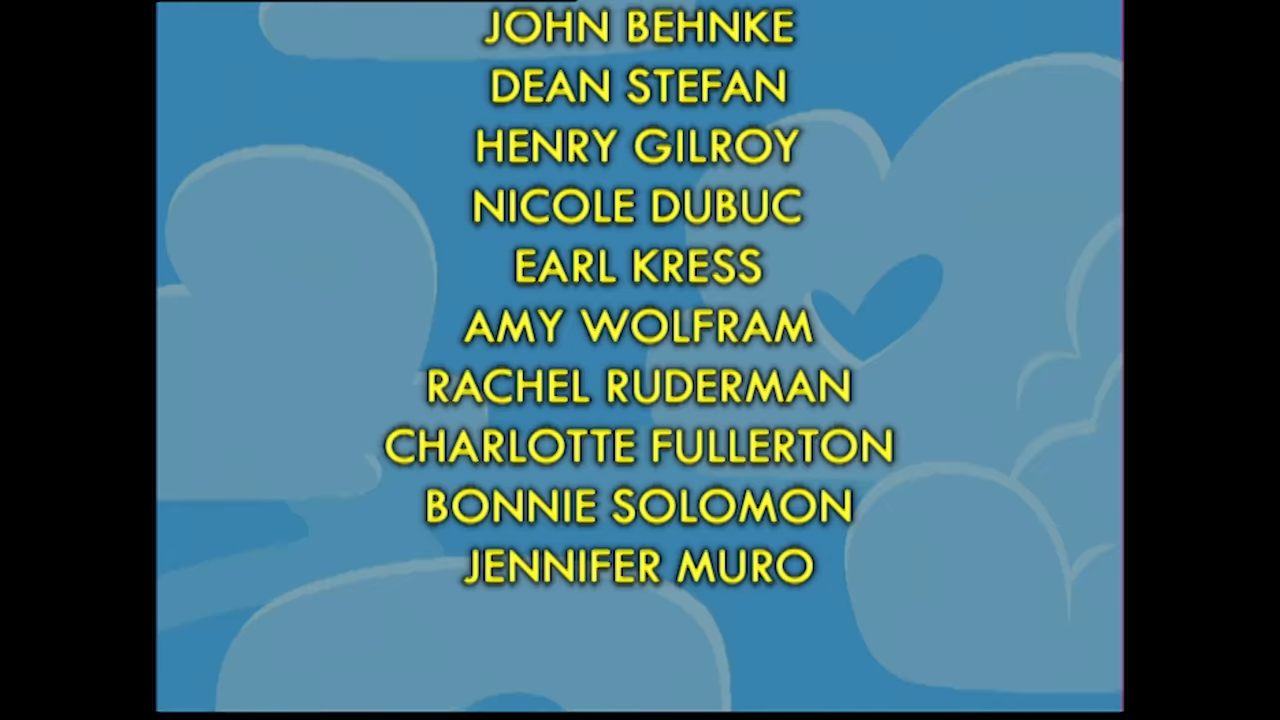 JOHN BEHNKE
DEAN STEFAN
HENRY GILROY
NICOLE DUBUC
EARL KRESS
AMY WOLFRAM
RACHEL RUDERMAN
CHARLOTTE FULLERTON
BONNIE SOLOMON
JENNIFER MURO